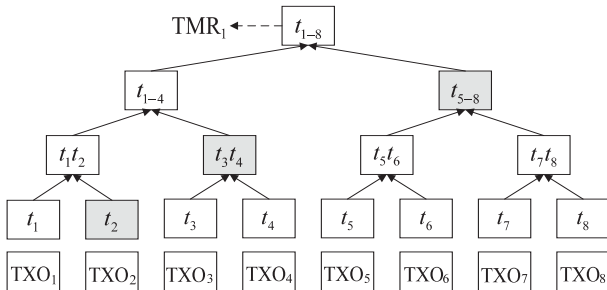 TMR₁ t₁₋₈
t₁₋₄ t₅₋₈
t₁t₂ t₃t₄ t₅t₆ t₇t₈
t₁ t₂ t₃ t₄ t₅ t₆ t₇ t₈
TXO₁ TXO₂ TXO₃ TXO₄ TXO₅ TXO₆ TXO₇ TXO₈